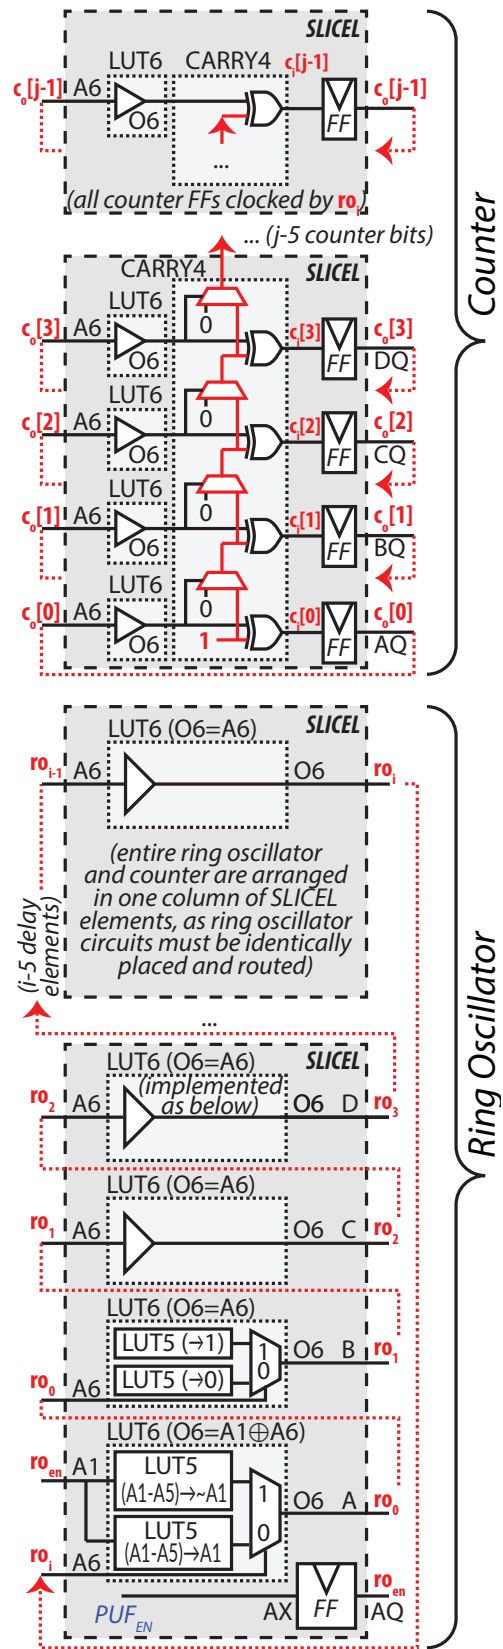 SLICEL
LUT6 CARRY4 c_i[j-1]
c_o[j-1] A6 O6 ... FF c_o[j-1]
(all counter FFs clocked by ro_i)
... (j-5 counter bits)
Counter
CARRY4 SLICEL
LUT6
c_o[3] A6 O6 0 c_i[3] FF c_o[3] DQ
LUT6
c_o[2] A6 O6 0 c_i[2] FF c_o[2] CQ
LUT6
c_o[1] A6 O6 0 c_i[1] FF c_o[1] BQ
LUT6
c_o[0] A6 O6 0 1 c_i[0] FF c_o[0] AQ
SLICEL
LUT6 (O6=A6)
ro_{i-1} A6 O6 ro_i
(entire ring oscillator
and counter are arranged
in one column of SLICEL
elements, as ring oscillator
circuits must be identically
placed and routed)
(i-5 delay
elements)
...
Ring Oscillator
LUT6 (O6=A6) SLICEL
(implemented
as below)
ro_2 A6 O6 D ro_3
LUT6 (O6=A6)
ro_1 A6 O6 C ro_2
LUT6 (O6=A6)
LUT5 (→1) 1
LUT5 (→0) 0
ro_0 A6 O6 B ro_1
LUT6 (O6=A1⊕A6)
ro_en A1 LUT5
(A1-A5)→~A1 1
LUT5 0
(A1-A5)→A1
O6 A ro_0
ro_i A6
PUF_EN AX FF ro_en AQ